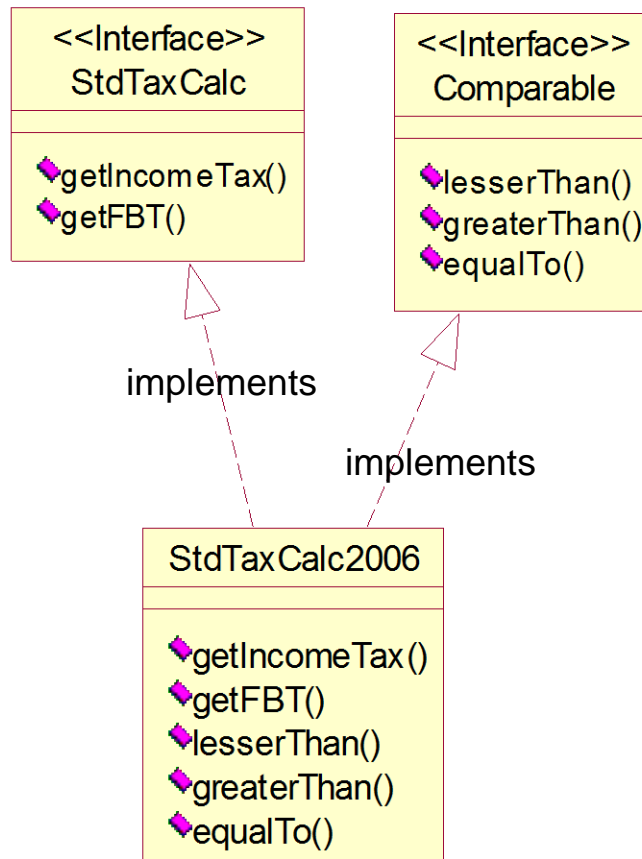 <<Interface>>
StdTaxCalc
getIncomeTax()
getFBT()
<<Interface>>
Comparable
lesserThan()
greaterThan()
equalTo()
implements
implements
StdTaxCalc2006
getIncomeTax()
getFBT()
lesserThan()
greaterThan()
equalTo()